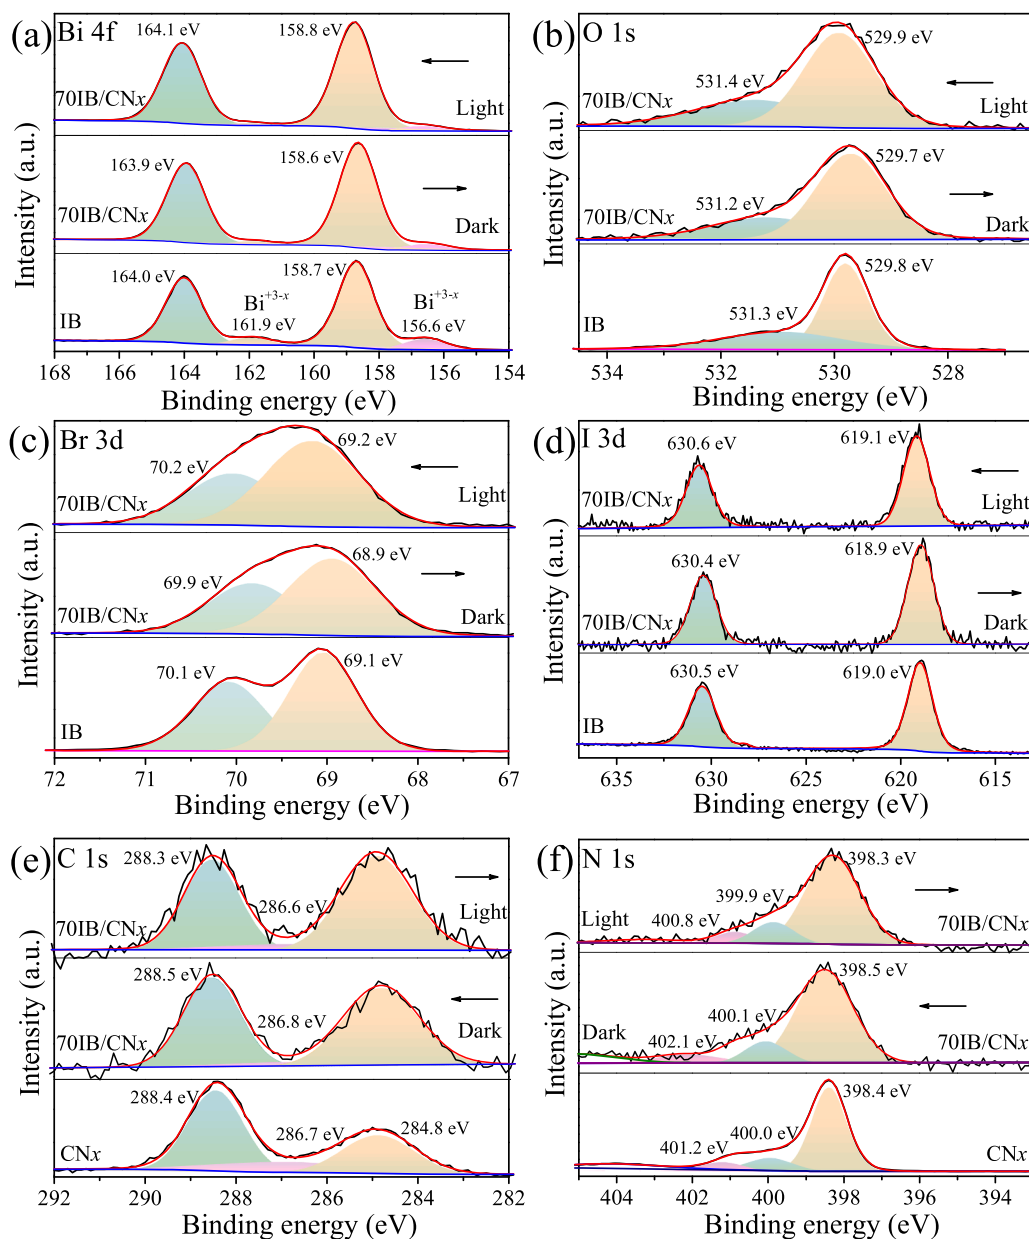 (a) Bi 4f
164.1 eV
158.8 eV
70IB/CNx
Light
163.9 eV
158.6 eV
70IB/CNx
Dark
164.0 eV
158.7 eV
Bi+3-x
161.9 eV
Bi+3-x
156.6 eV
IB
168 166 164 162 160 158 156 154
Binding energy (eV)
Intensity (a.u.)
(b) O 1s
529.9 eV
531.4 eV
70IB/CNx
Light
529.7 eV
531.2 eV
70IB/CNx
Dark
529.8 eV
531.3 eV
IB
534 532 530 528
Binding energy (eV)
Intensity (a.u.)
(c) Br 3d
69.2 eV
70.2 eV
70IB/CNx
Light
68.9 eV
69.9 eV
70IB/CNx
Dark
70.1 eV
69.1 eV
IB
72 71 70 69 68 67
Binding energy (eV)
Intensity (a.u.)
(d) I 3d
630.6 eV
619.1 eV
70IB/CNx
Light
630.4 eV
618.9 eV
70IB/CNx
Dark
630.5 eV
619.0 eV
IB
635 630 625 620 615
Binding energy (eV)
Intensity (a.u.)
(e) C 1s
288.3 eV
286.6 eV
70IB/CNx
Light
288.5 eV
286.8 eV
70IB/CNx
Dark
288.4 eV
286.7 eV
284.8 eV
CNx
292 290 288 286 284 282
Binding energy (eV)
Intensity (a.u.)
(f) N 1s
398.3 eV
399.9 eV
400.8 eV
Light
70IB/CNx
398.5 eV
400.1 eV
402.1 eV
Dark
70IB/CNx
398.4 eV
400.0 eV
401.2 eV
CNx
404 402 400 398 396 394
Binding energy (eV)
Intensity (a.u.)